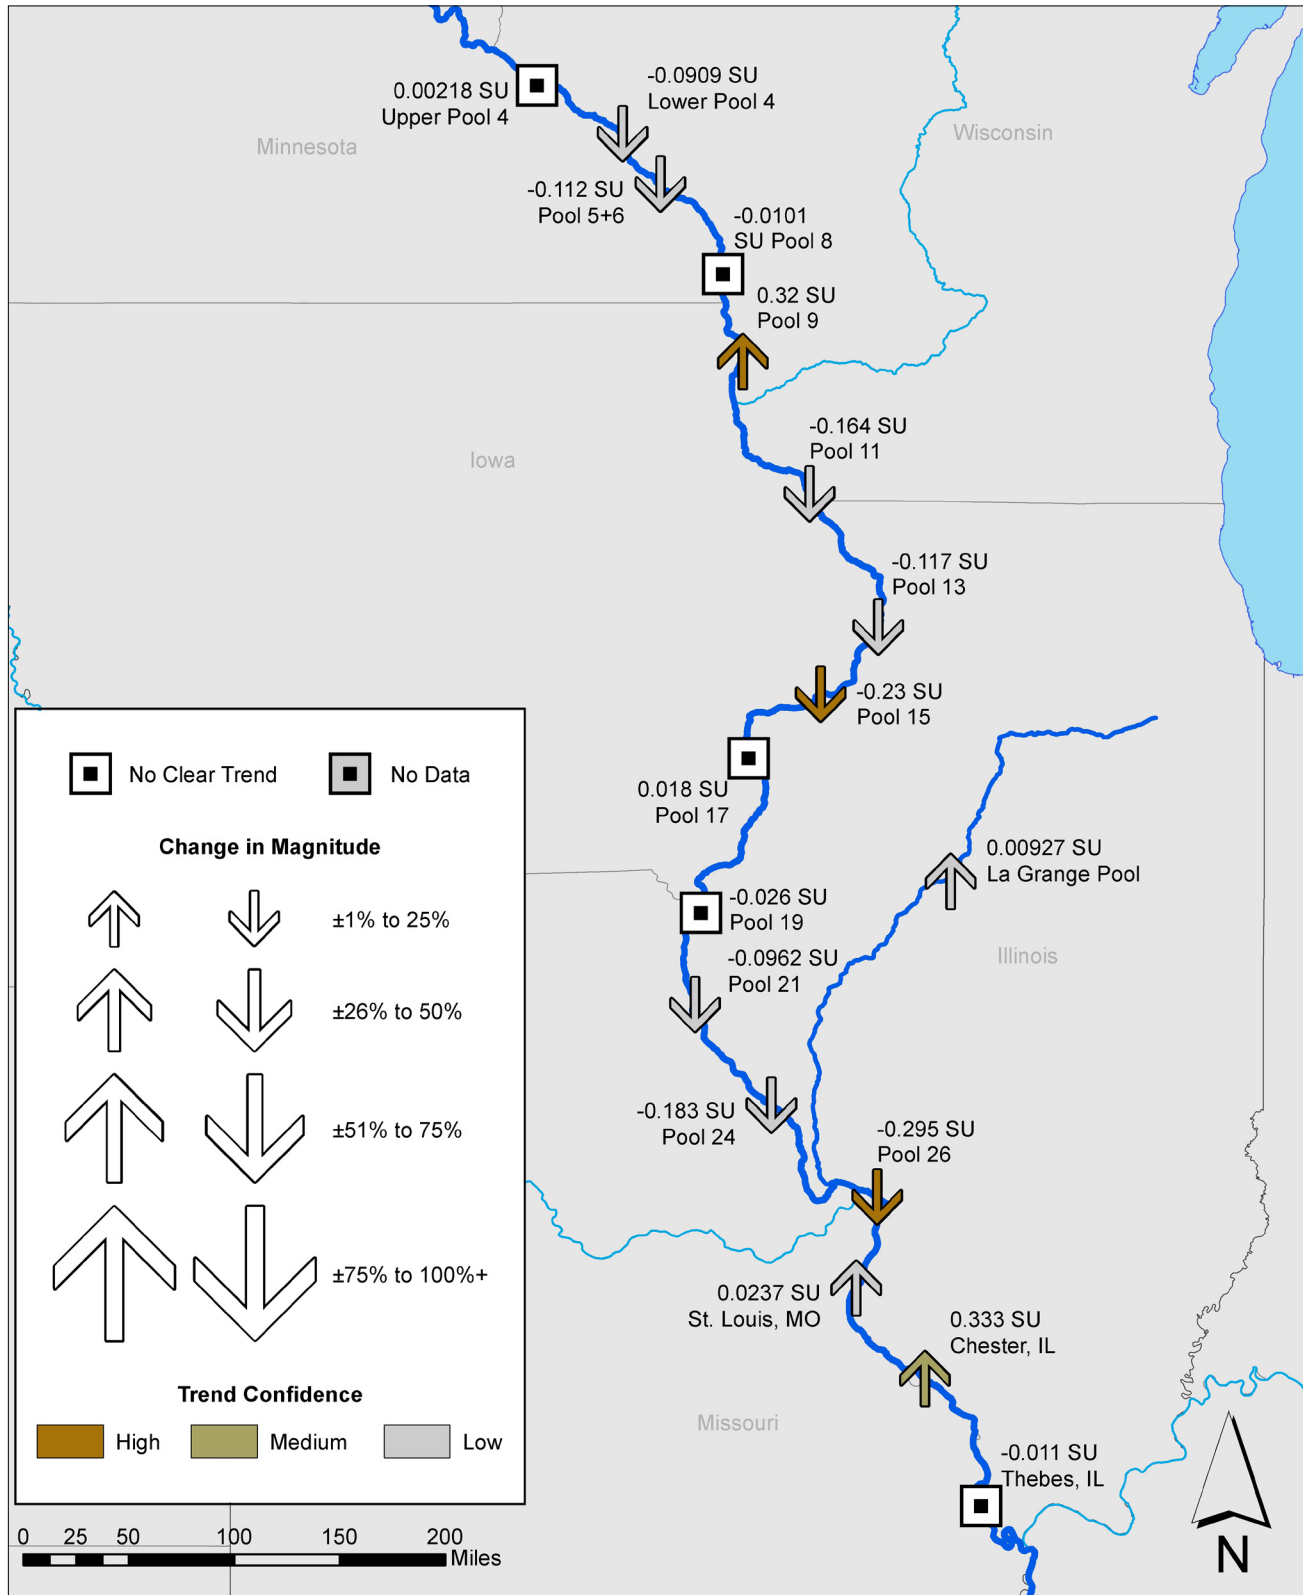 -0.0909 SU
Lower Pool 4
0.00218 SU
Upper Pool 4
Minnesota
Wisconsin
-0.112 SU
Pool 5+6
-0.0101
SU Pool 8
0.32 SU
Pool 9
-0.164 SU
Pool 11
Iowa
-0.117 SU
Pool 13
-0.23 SU
Pool 15
0.018 SU
Pool 17
0.00927 SU
La Grange Pool
-0.026 SU
Pool 19
Illinois
-0.0962 SU
Pool 21
-0.183 SU
Pool 24
-0.295 SU
Pool 26
0.0237 SU
St. Louis, MO
0.333 SU
Chester, IL
Missouri
-0.011 SU
Thebes, IL
No Clear Trend
No Data
Change in Magnitude
±1% to 25%
±26% to 50%
±51% to 75%
±75% to 100%+
Trend Confidence
High
Medium
Low
0 25 50 100 150 200
Miles
N